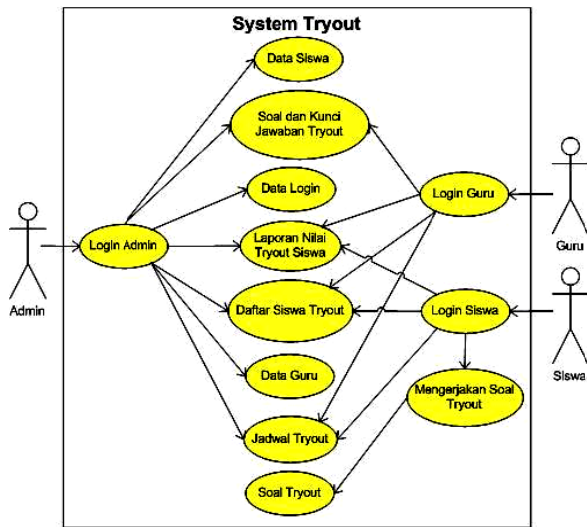 System Tryout
Data Siswa
Soal dan Kunci
Jawaban Tryout
Data Login
Login Guru
Guru
Login Admin
Admin
Laporan Nilai
Tryout Siswa
Daftar Siswa Tryout
Login Siswa
Siswa
Data Guru
Mengerjakan Soal
Tryout
Jadwal Tryout
Soal Tryout